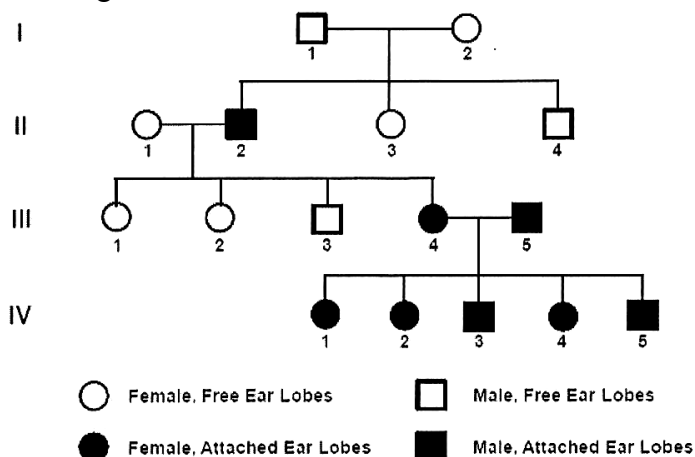 I
1 2
II
1 2 3 4
III
1 2 3 4 5
IV
1 2 3 4 5
Female, Free Ear Lobes Male, Free Ear Lobes
Female, Attached Ear Lobes Male, Attached Ear Lobes